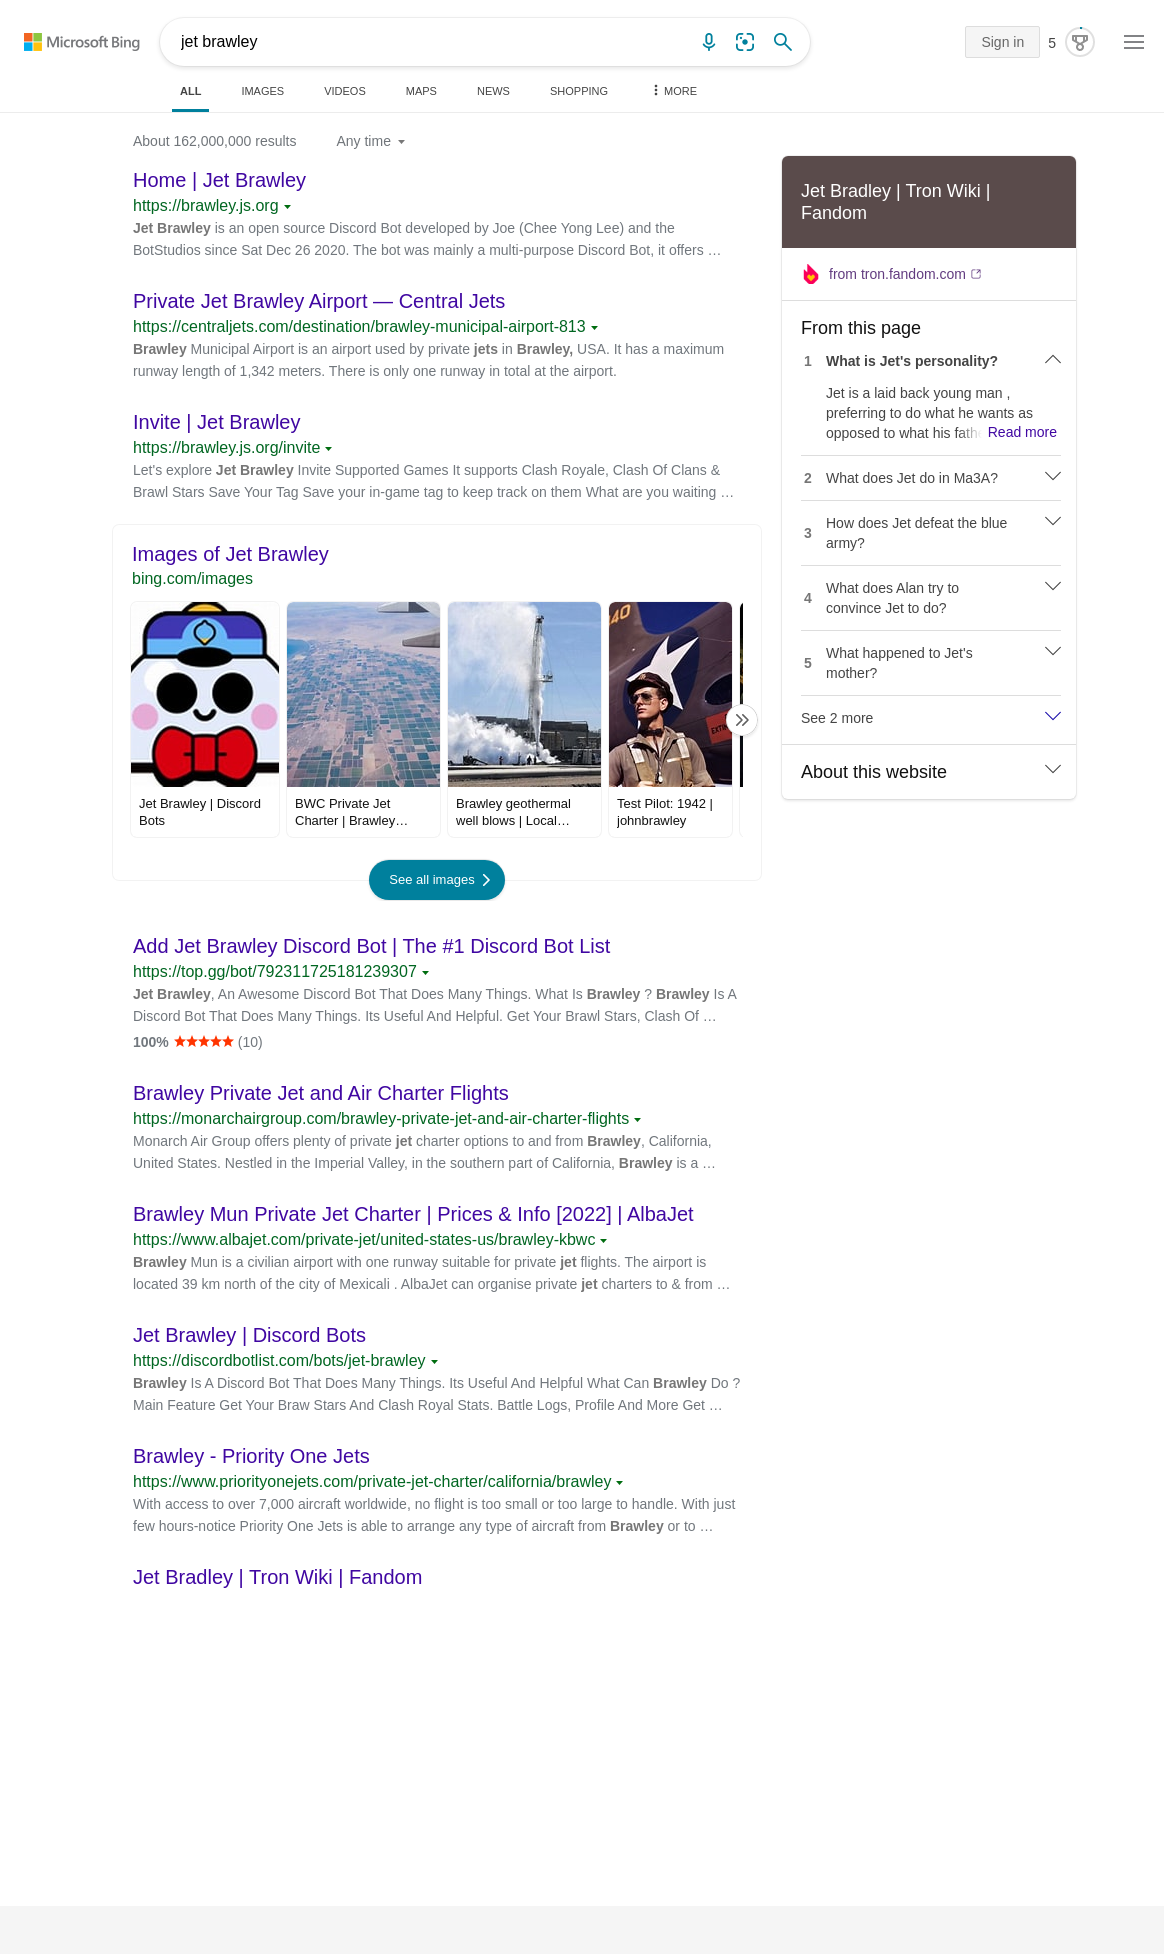 Microsoft Bing
jet brawley
Sign in
5
ALL
IMAGES
VIDEOS
MAPS
NEWS
SHOPPING
MORE
About 162,000,000 results
Any time
Home | Jet Brawley
https://brawley.js.org
Jet Brawley is an open source Discord Bot developed by Joe (Chee Yong Lee) and the
BotStudios since Sat Dec 26 2020. The bot was mainly a multi-purpose Discord Bot, it offers …
Private Jet Brawley Airport — Central Jets
https://centraljets.com/destination/brawley-municipal-airport-813
Brawley Municipal Airport is an airport used by private jets in Brawley, USA. It has a maximum
runway length of 1,342 meters. There is only one runway in total at the airport.
Invite | Jet Brawley
https://brawley.js.org/invite
Let's explore Jet Brawley Invite Supported Games It supports Clash Royale, Clash Of Clans &
Brawl Stars Save Your Tag Save your in-game tag to keep track on them What are you waiting …
Images of Jet Brawley
bing.com/images
Jet Brawley | Discord
Bots
BWC Private Jet
Charter | Brawley…
Brawley geothermal
well blows | Local…
Test Pilot: 1942 |
johnbrawley
See all images
Add Jet Brawley Discord Bot | The #1 Discord Bot List
https://top.gg/bot/792311725181239307
Jet Brawley, An Awesome Discord Bot That Does Many Things. What Is Brawley ? Brawley Is A
Discord Bot That Does Many Things. Its Useful And Helpful. Get Your Brawl Stars, Clash Of …
100% (10)
Brawley Private Jet and Air Charter Flights
https://monarchairgroup.com/brawley-private-jet-and-air-charter-flights
Monarch Air Group offers plenty of private jet charter options to and from Brawley, California,
United States. Nestled in the Imperial Valley, in the southern part of California, Brawley is a …
Brawley Mun Private Jet Charter | Prices & Info [2022] | AlbaJet
https://www.albajet.com/private-jet/united-states-us/brawley-kbwc
Brawley Mun is a civilian airport with one runway suitable for private jet flights. The airport is
located 39 km north of the city of Mexicali . AlbaJet can organise private jet charters to & from …
Jet Brawley | Discord Bots
https://discordbotlist.com/bots/jet-brawley
Brawley Is A Discord Bot That Does Many Things. Its Useful And Helpful What Can Brawley Do ?
Main Feature Get Your Braw Stars And Clash Royal Stats. Battle Logs, Profile And More Get …
Brawley - Priority One Jets
https://www.priorityonejets.com/private-jet-charter/california/brawley
With access to over 7,000 aircraft worldwide, no flight is too small or too large to handle. With just
few hours-notice Priority One Jets is able to arrange any type of aircraft from Brawley or to …
Jet Bradley | Tron Wiki | Fandom
Jet Bradley | Tron Wiki |
Fandom
from tron.fandom.com
From this page
1 What is Jet's personality?
Jet is a laid back young man ,
preferring to do what he wants as
opposed to what his Read more
2 What does Jet do in Ma3A?
3 How does Jet defeat the blue
army?
4 What does Alan try to
convince Jet to do?
5 What happened to Jet's
mother?
See 2 more
About this website